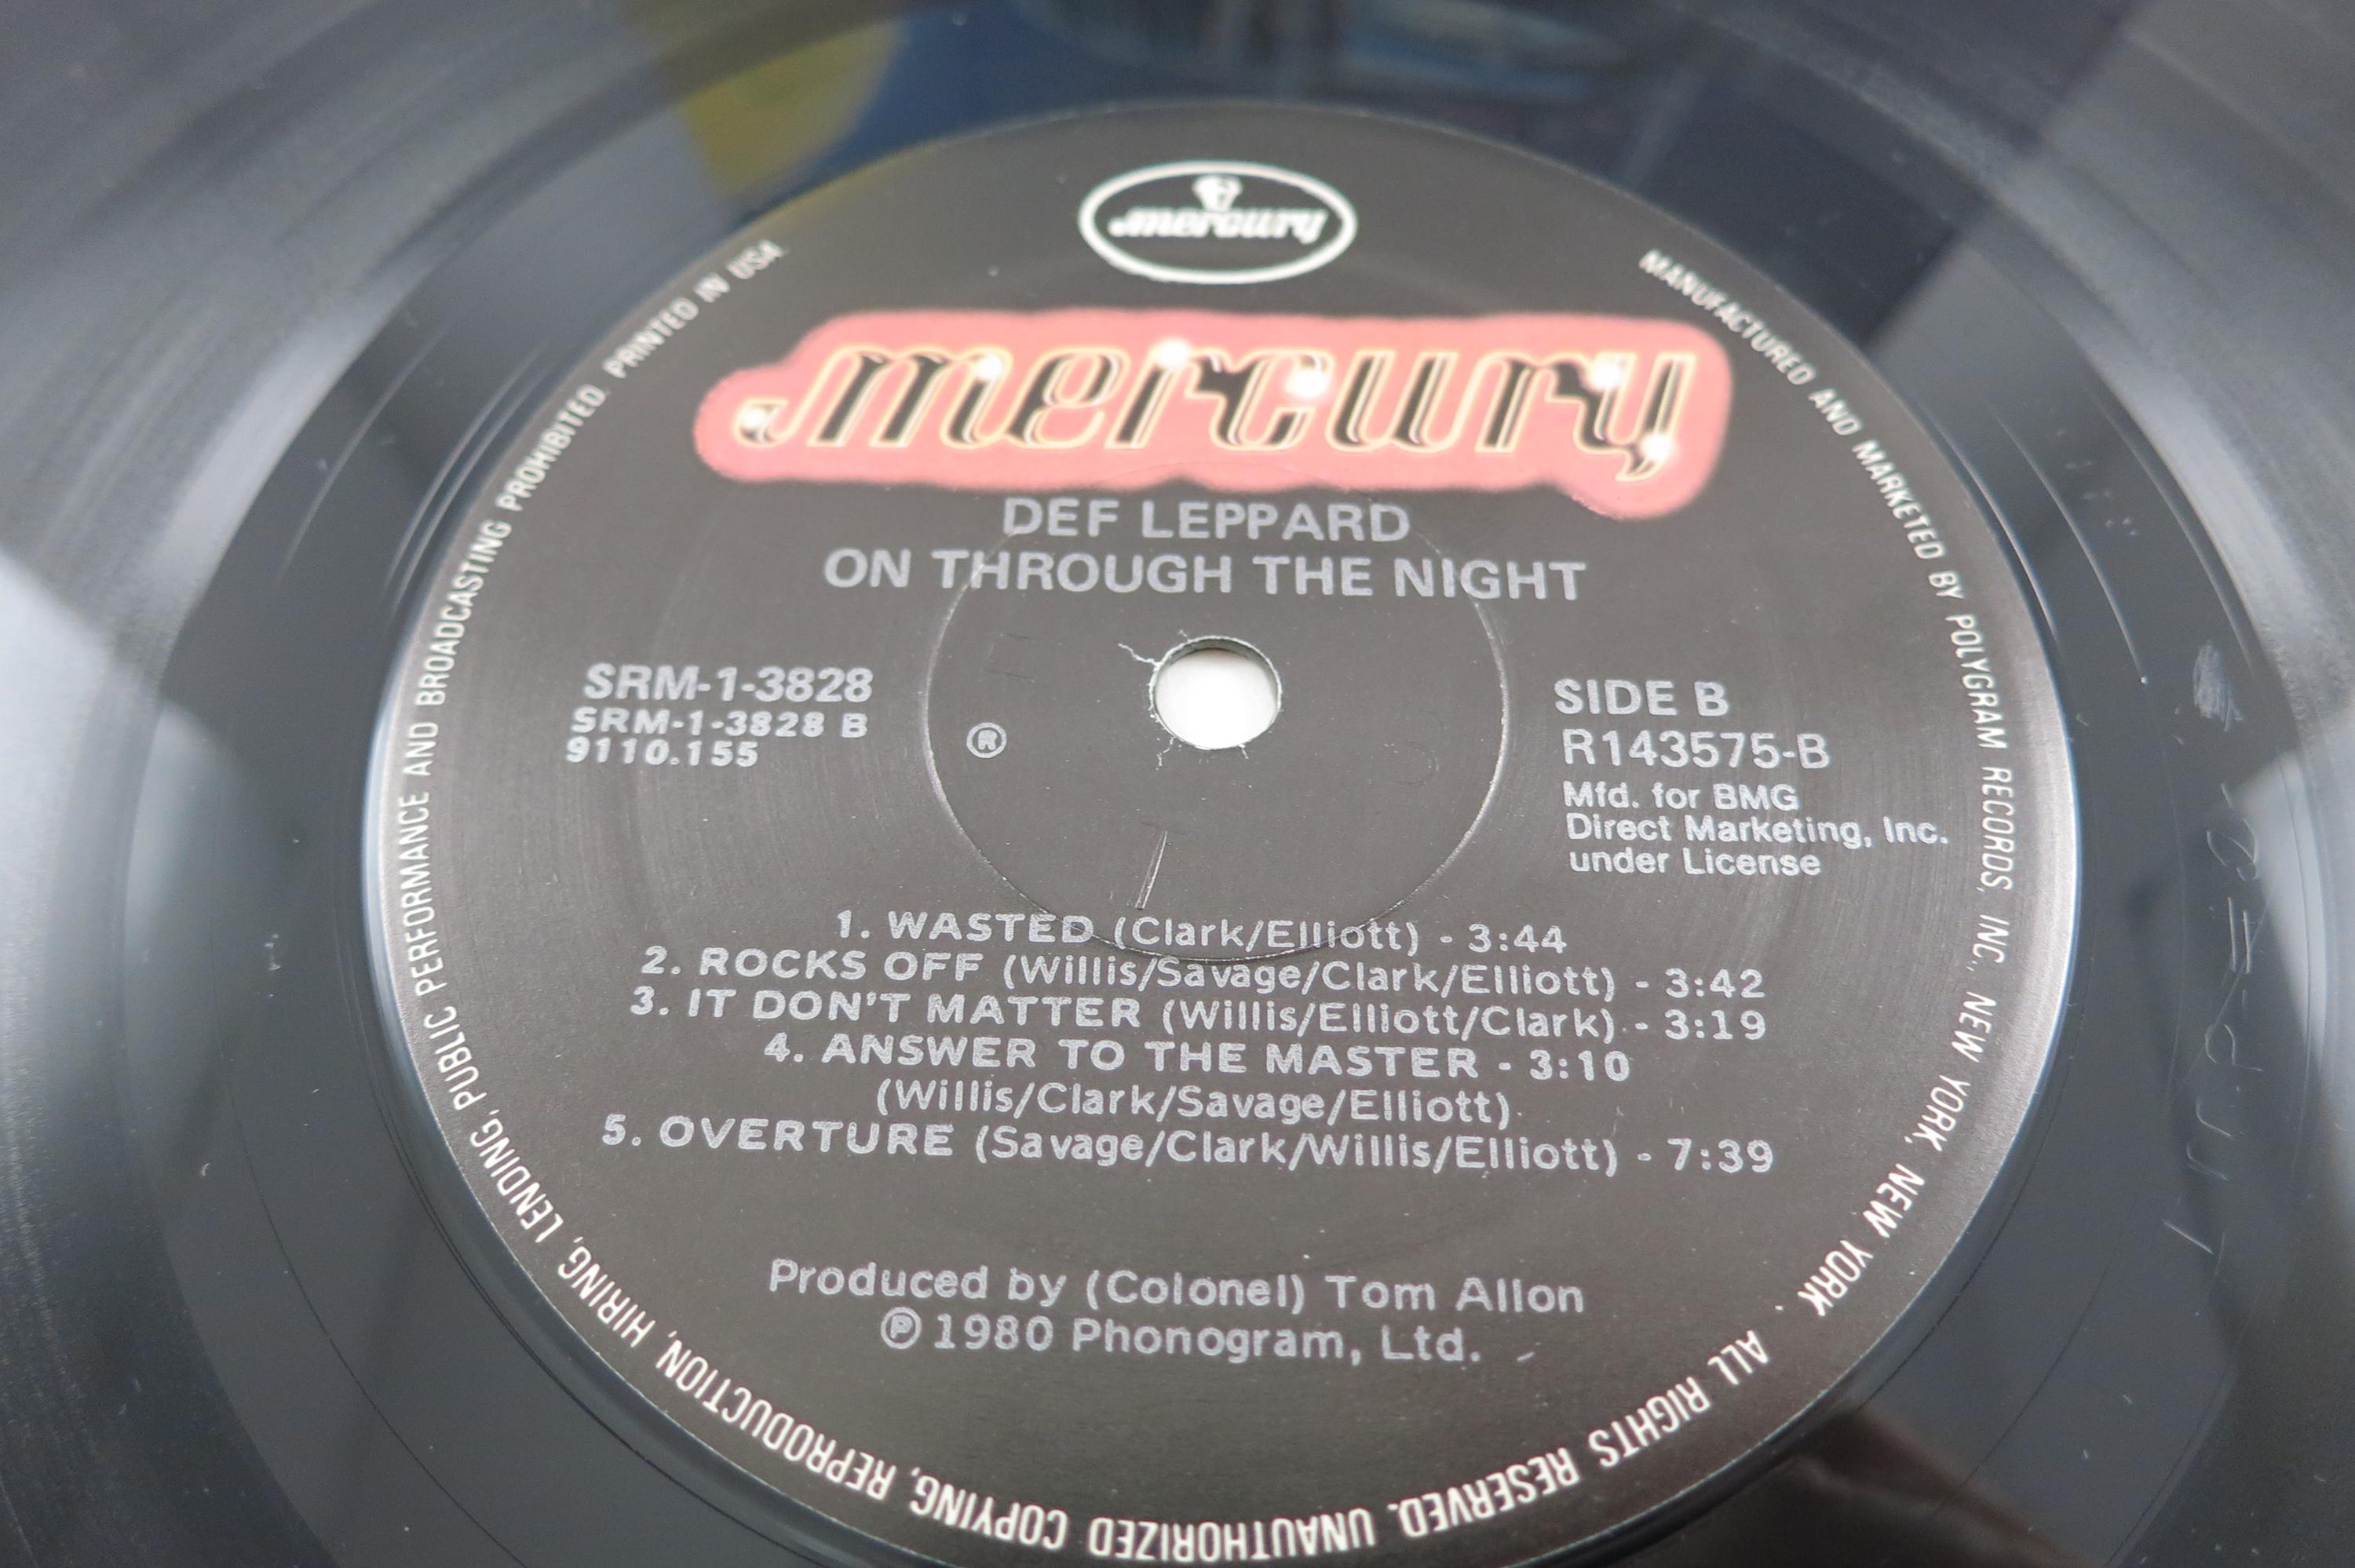 mercury
mercury
DEF LEPPARD
ON THROUGH THE NIGHT
SRM-1-3828
SRM-1-3828 B
9110.155
®
SIDE B
R143575-B
Mfd. for BMG
Direct Marketing, Inc.
under License
1. WASTED (Clark/Elliott) - 3:44
2. ROCKS OFF (Willis/Savage/Clark/Elliott) - 3:42
3. IT DON'T MATTER (Willis/Elliott/Clark) - 3:19
4. ANSWER TO THE MASTER - 3:10
(Willis/Clark/Savage/Elliott)
5. OVERTURE (Savage/Clark/Willis/Elliott) - 7:39
Produced by (Colonel) Tom Allon
℗ 1980 Phonogram, Ltd.
MANUFACTURED AND MARKETED BY POLYGRAM RECORDS, INC., NEW YORK, NEW YORK. ALL RIGHTS RESERVED. UNAUTHORIZED COPYING, REPRODUCTION, HIRING, LENDING, PUBLIC PERFORMANCE AND BROADCASTING PROHIBITED. PRINTED IN USA.